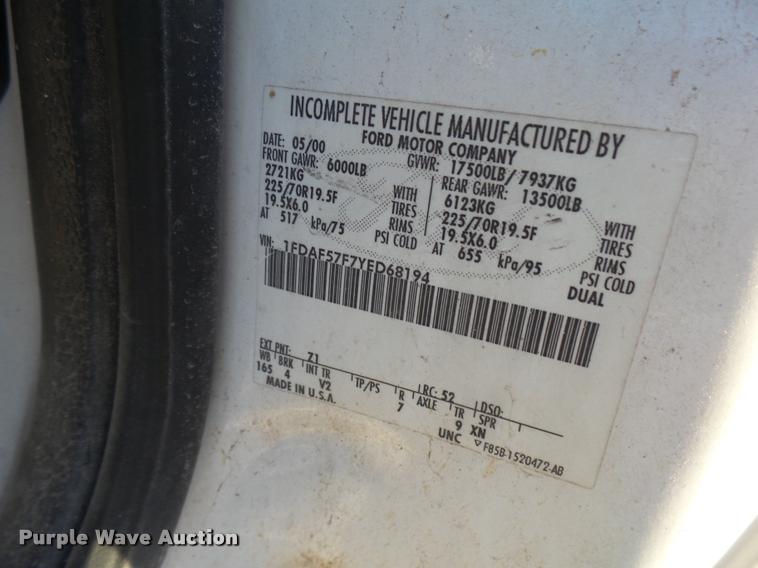 INCOMPLETE VEHICLE MANUFACTURED BY
FORD MOTOR COMPANY
DATE: 05/00 GVWR: 17500LB/ 7937KG
FRONT GAWR: 6000LB REAR GAWR: 13500LB
2721KG WITH 6123KG WITH
225/70R19.5F TIRES 225/70R19.5F TIRES
19.5X6.0 RIMS 19.5X6.0 RIMS
AT 517 kPa/75 PSI COLD AT 655 kPa/95 PSI COLD
DUAL
VIN: 1FDAF57F7YED68194
EXT PNT: Z1 RC: 52 DSO:
WB BRK INT TR TP/PS R AXLE TR SPR
165 4 V2 7 9 XN
MADE IN U.S.A. UNC F85B-1520472-AB
Purple Wave Auction